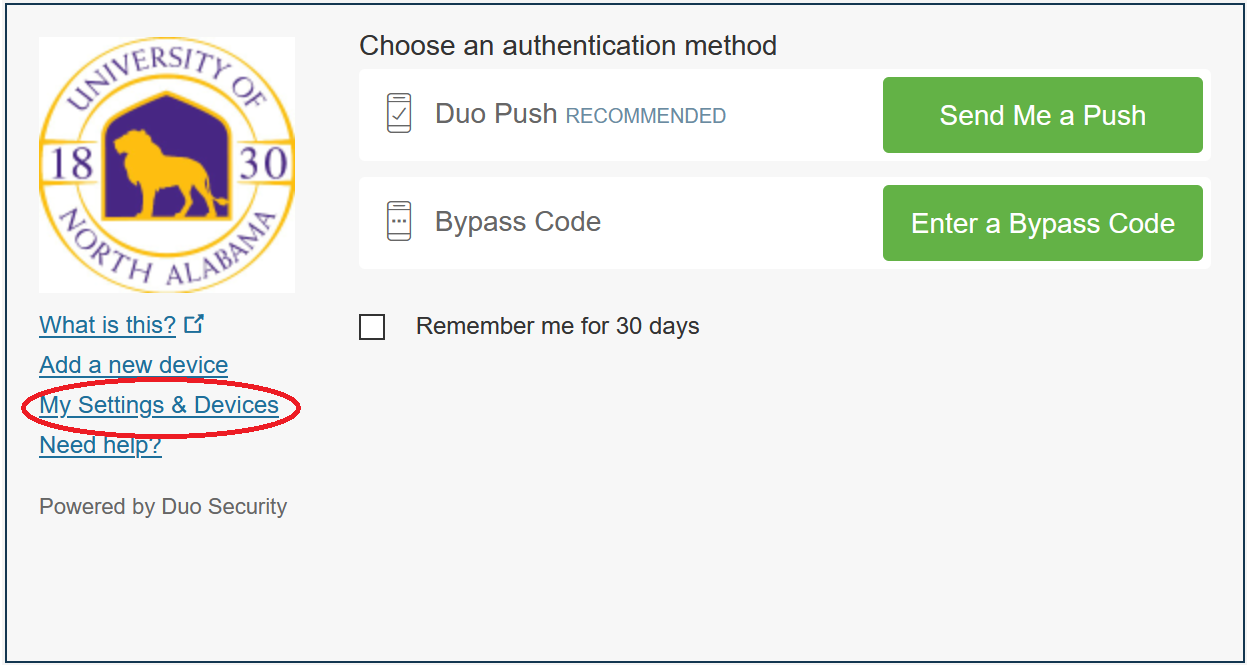 UNIVERSITY OF
18 30
NORTH ALABAMA
What is this?
Add a new device
My Settings & Devices
Need help?
Powered by Duo Security
Choose an authentication method
Duo Push RECOMMENDED
Send Me a Push
Bypass Code
Enter a Bypass Code
Remember me for 30 days